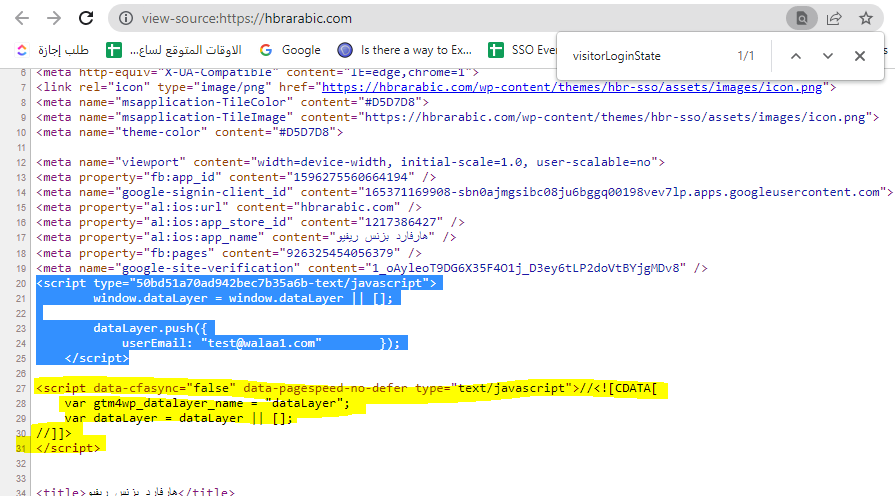 view-source:https://hbrarabic.com
طلب إجازة
الاوقات المتوقع لساع...
Google
Is there a way to Ex...
SSO Ever
visitorLoginState 1/1
6 <meta http-equiv="X-UA-Compatible" content="IE=edge,chrome=1">
7 <link rel="icon" type="image/png" href="https://hbrarabic.com/wp-content/themes/hbr-sso/assets/images/icon.png">
8 <meta name="msapplication-TileColor" content="#D5D7D8">
9 <meta name="msapplication-TileImage" content="https://hbrarabic.com/wp-content/themes/hbr-sso/assets/images/icon.png">
10 <meta name="theme-color" content="#D5D7D8">
11
12 <meta name="viewport" content="width=device-width, initial-scale=1.0, user-scalable=no">
13 <meta property="fb:app_id" content="1596275560664194" />
14 <meta name="google-signin-client_id" content="165371169908-sbn0ajmgsibc08ju6bggq00198vev7lp.apps.googleusercontent.com">
15 <meta property="al:ios:url" content="hbrarabic.com" />
16 <meta property="al:ios:app_store_id" content="1217386427" />
17 <meta property="al:ios:app_name" content="هارفارد بزنس ريفيو" />
18 <meta property="fb:pages" content="926325454056379" />
19 <meta name="google-site-verification" content="1_oAyleoT9DG6X35F4O1j_D3ey6tLP2doVtBYjgMDv8" />
20 <script type="50bd51a70ad942bec7b35a6b-text/javascript">
21 window.dataLayer = window.dataLayer || [];
22
23 dataLayer.push({
24 userEmail: "test@walaa1.com" });
25 </script>
26
27 <script data-cfasync="false" data-pagespeed-no-defer type="text/javascript">//<![CDATA[
28 var gtm4wp_datalayer_name = "dataLayer";
29 var dataLayer = dataLayer || [];
30 //]]>
31 </script>
32
33
34 <title>هارفارد بزنس ريفيو</title>